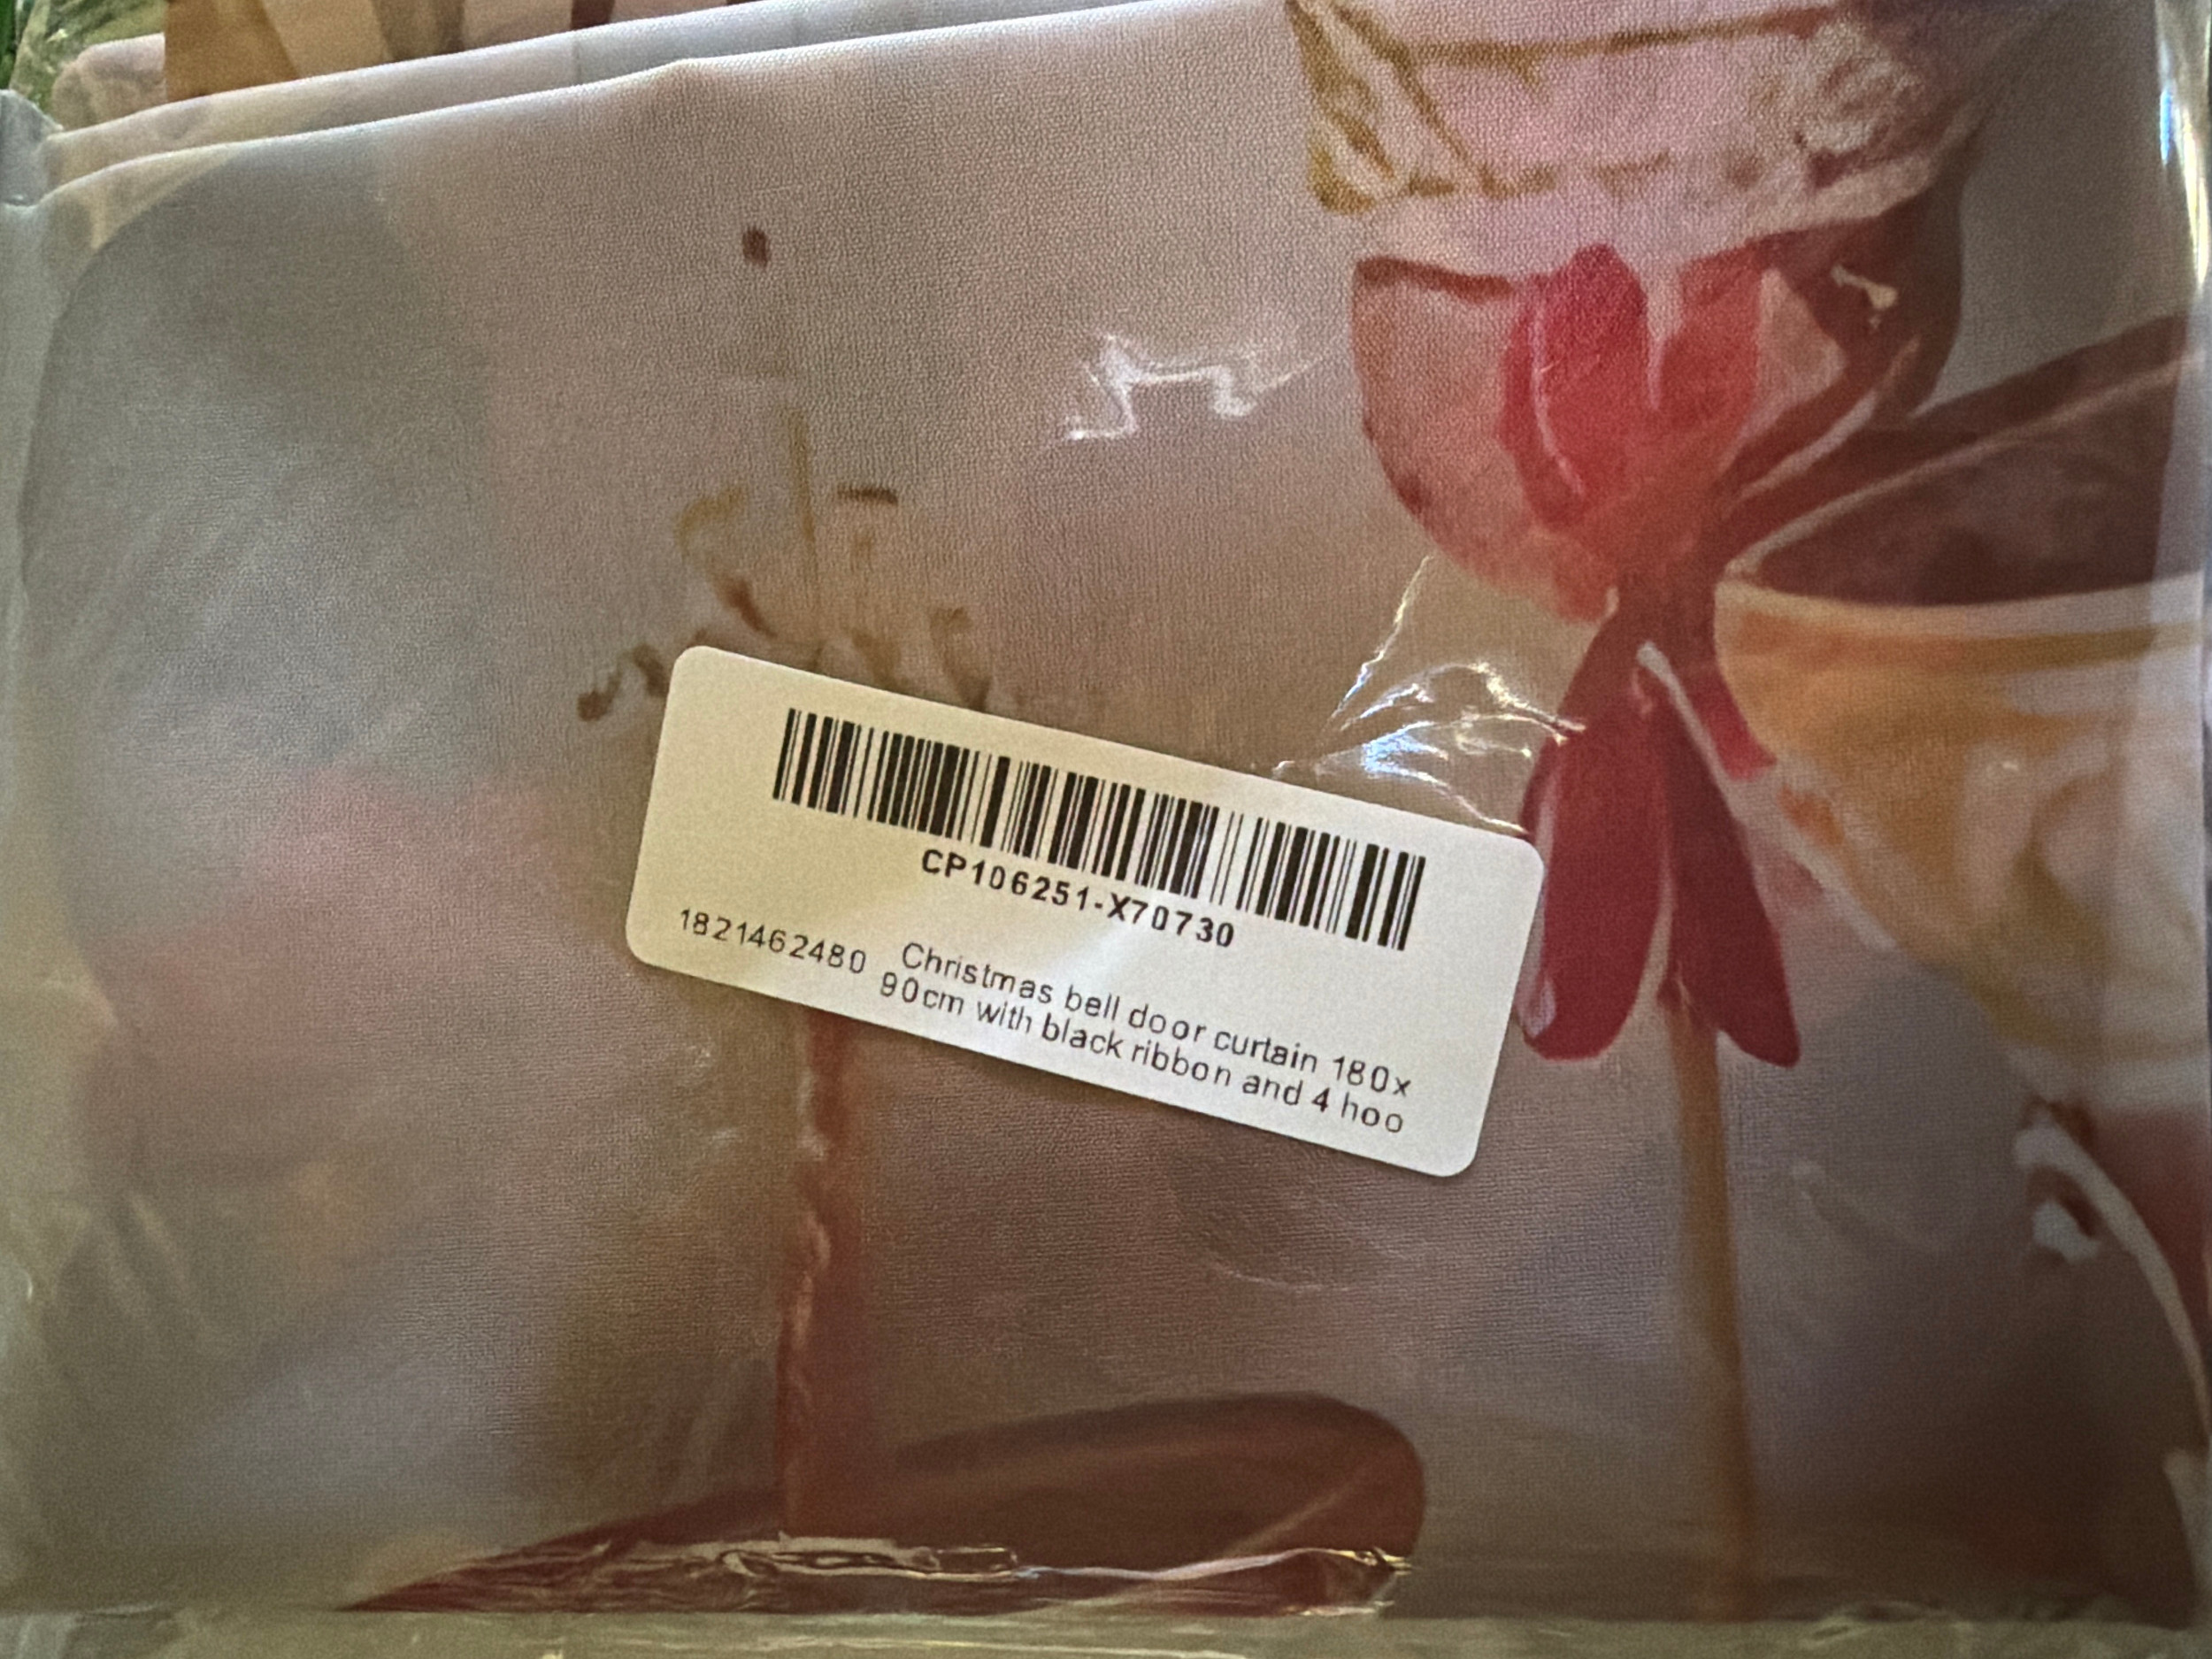 CP106251-X70730
1821462480 Christmas bell door curtain 180x
90cm with black ribbon and 4 hoo